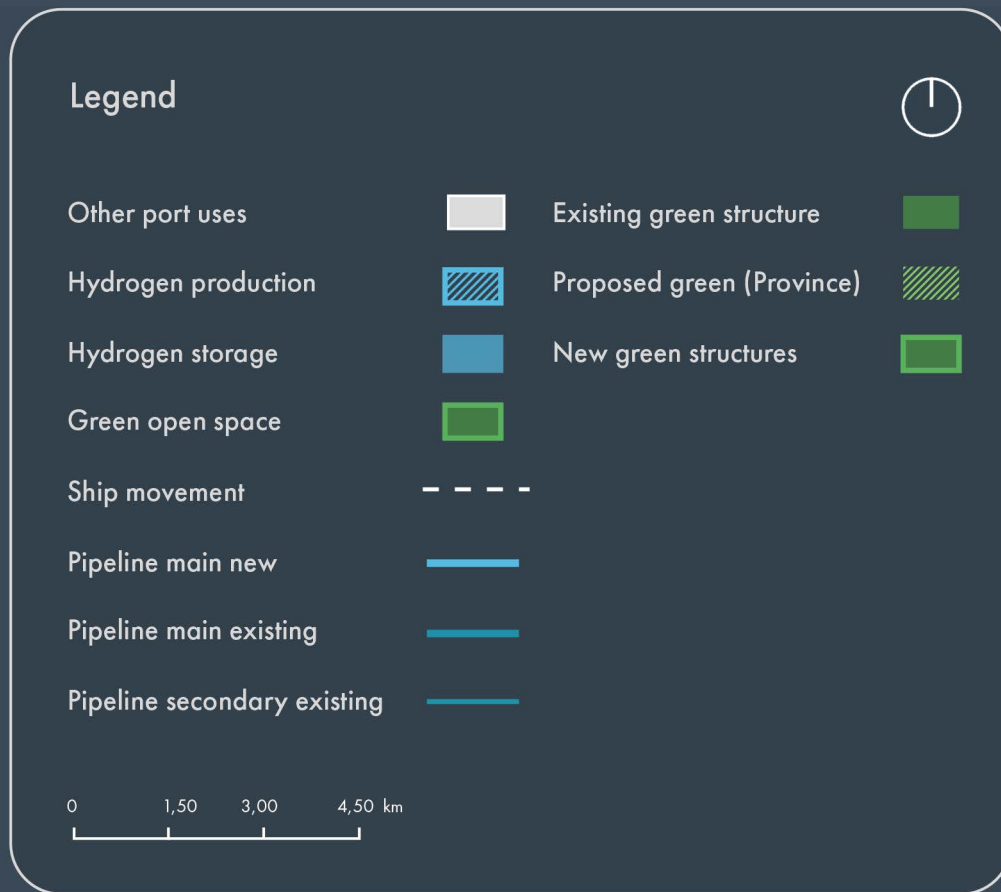 Legend
Other port uses
Hydrogen production
Hydrogen storage
Green open space
Ship movement
Pipeline main new
Pipeline main existing
Pipeline secondary existing
Existing green structure
Proposed green (Province)
New green structures
0 1,50 3,00 4,50 km